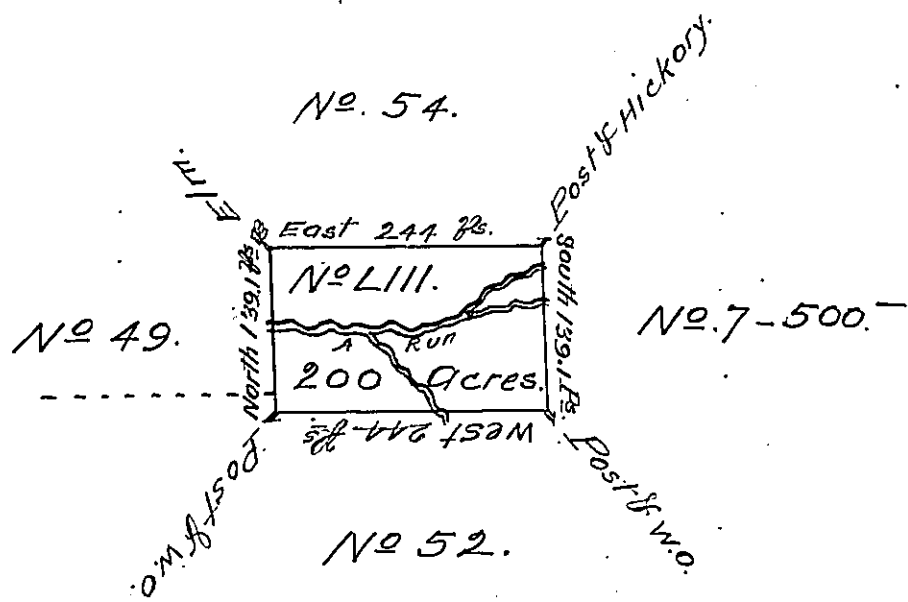 Nº. 54.
Post & Hickory.
Elm.
East 244 Ps.
Nº LIII.
North 139.1 Ps
South 139.1 Ps.
Nº 49.
Nº. 7-500.
A Run
200 Acres.
West 244 Ps.
Post & W.O.
Post & W.O.
Nº 52.